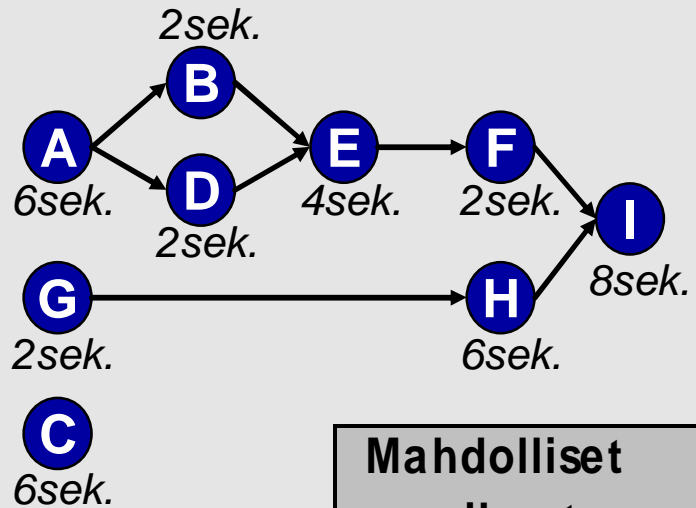 2sek.
B
A
E
F
6sek.
D
4sek.
2sek.
I
2sek.
8sek.
G
H
2sek.
6sek.
C
6sek.
Mahdolliset